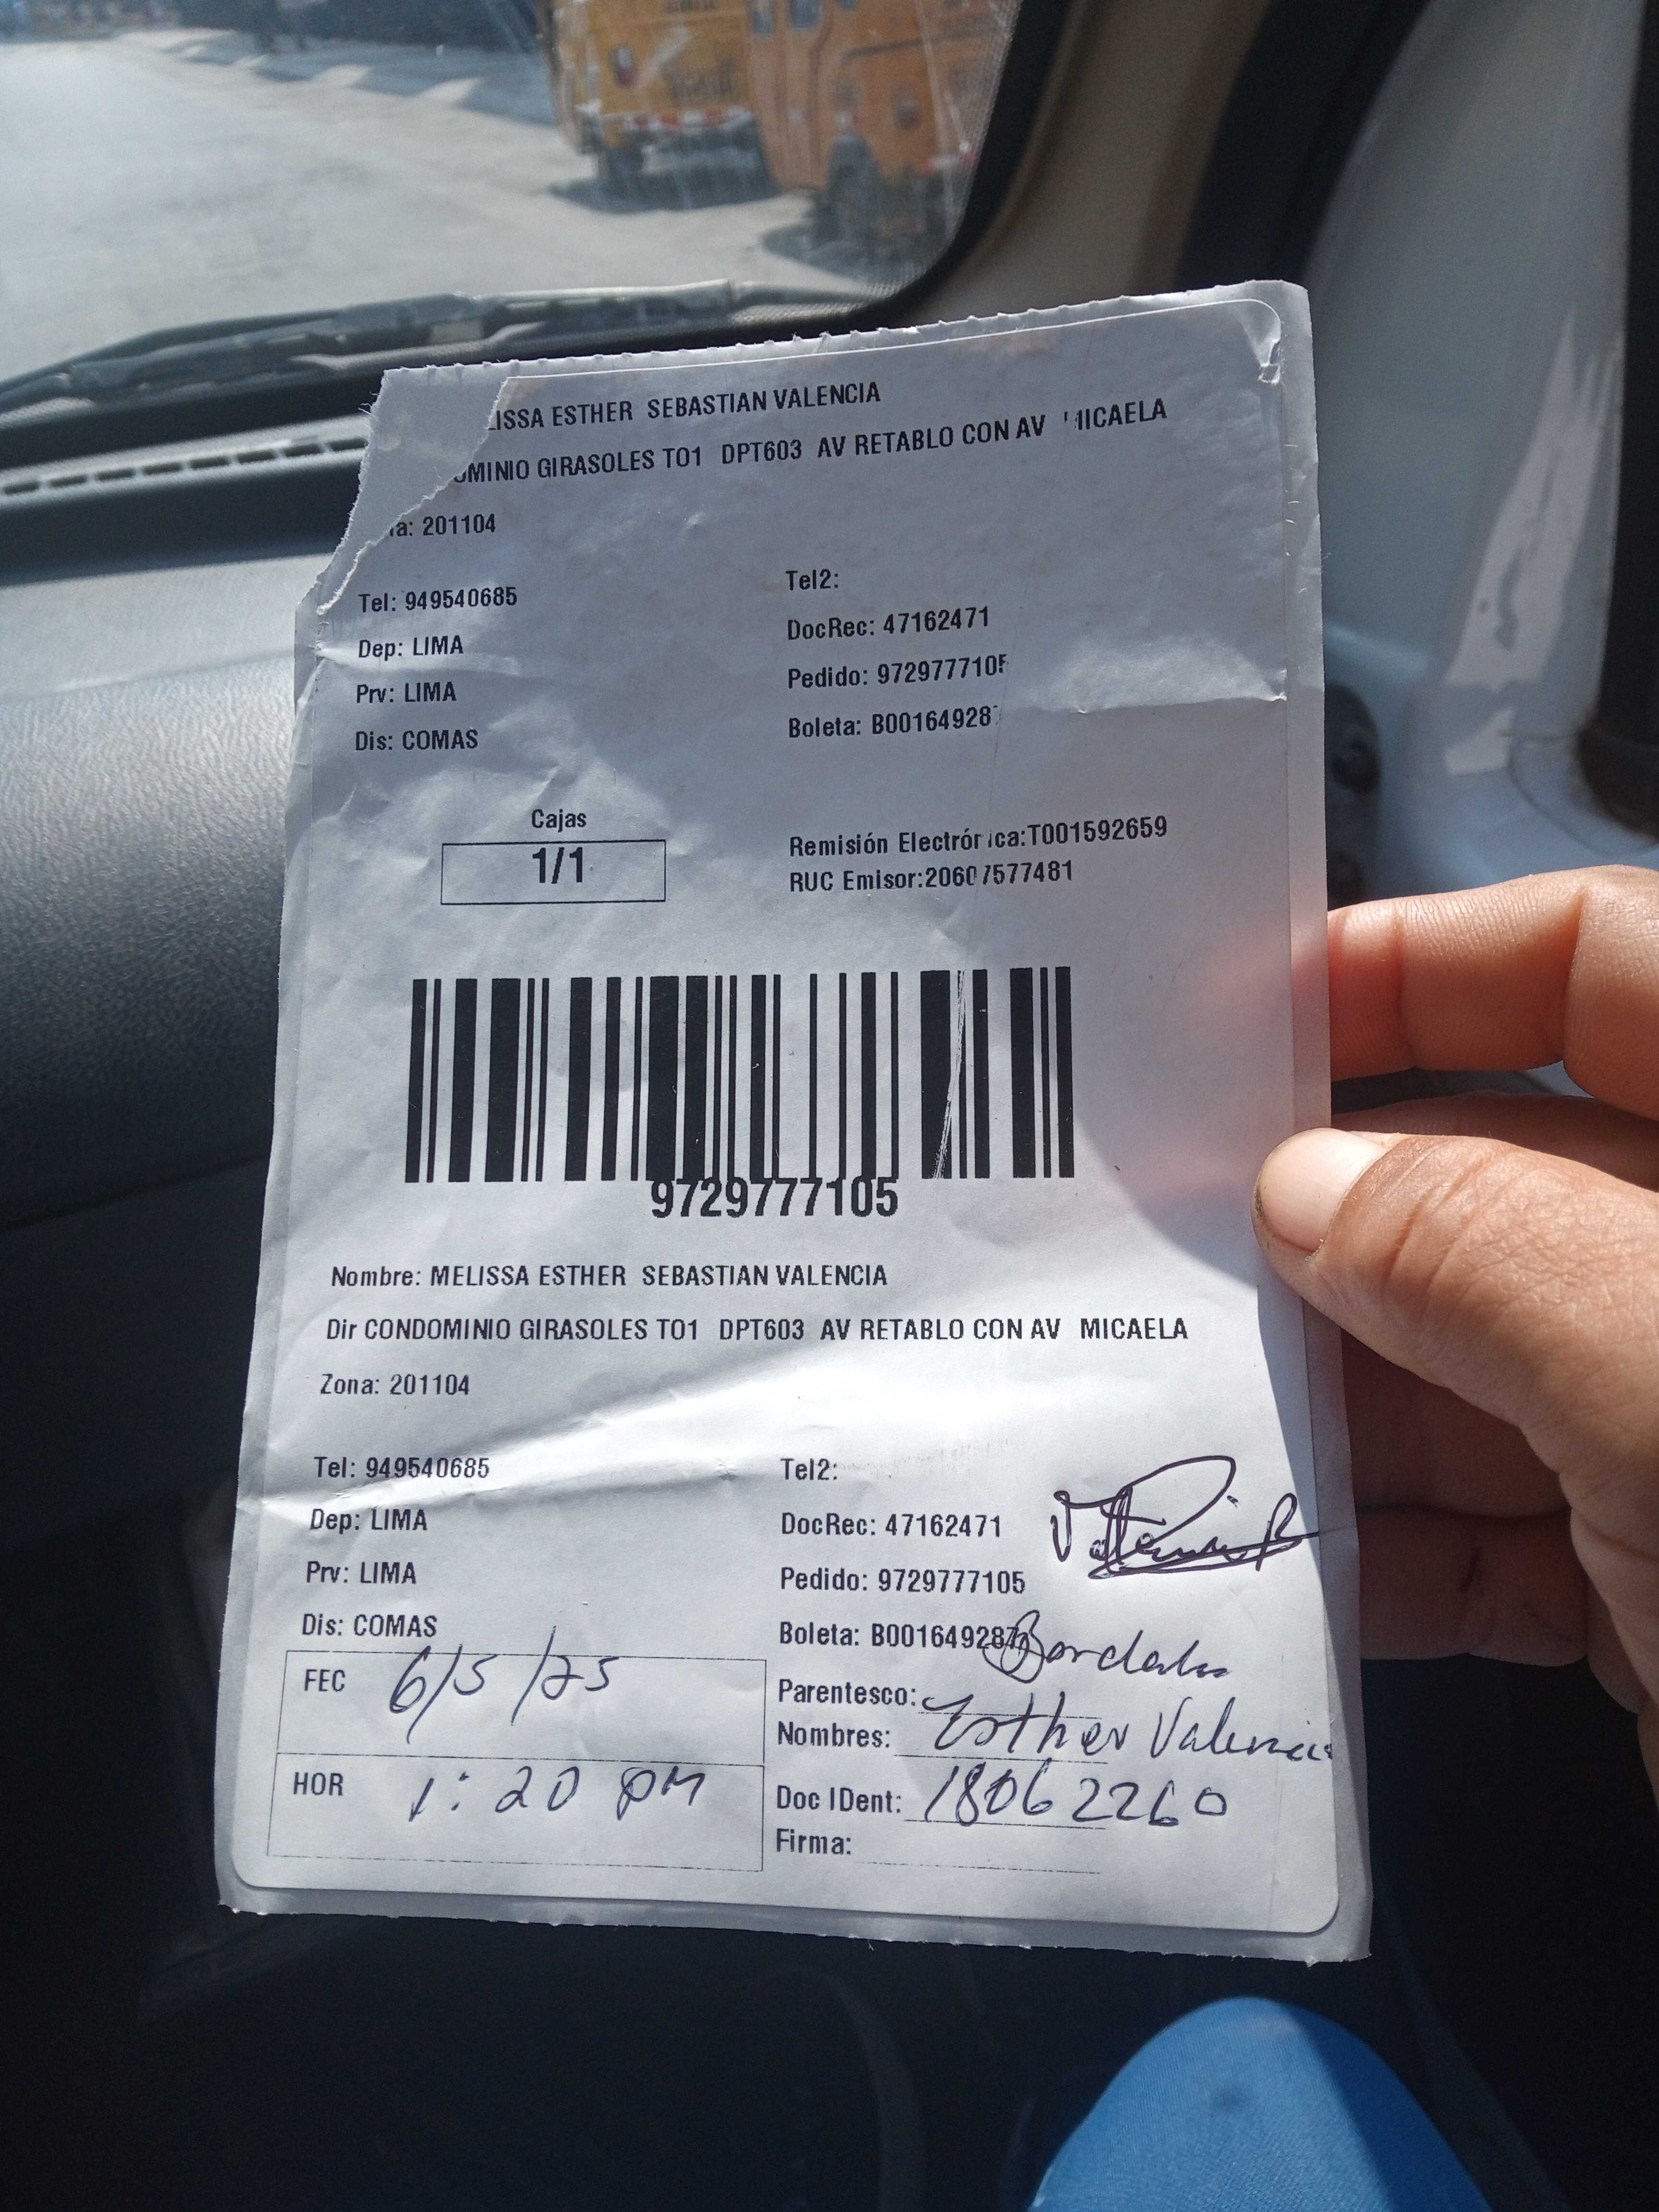 ISSA ESTHER SEBASTIAN VALENCIA
MINIO GIRASOLES TO1 DPT603 AV RETABLO CON AV MICAELA
a: 201104
Tel: 949540685
Dep: LIMA
Prv: LIMA
Dis: COMAS
Tel2:
DocRec: 47162471
Pedido: 972977710
Boleta: B00164928
Cajas
1/1
Remisión Electrónica:T001592659
RUC Emisor:20607577481
9729777105
Nombre: MELISSA ESTHER SEBASTIAN VALENCIA
Dir CONDOMINIO GIRASOLES TO1 DPT603 AV RETABLO CON AV MICAELA
Zona: 201104
Tel: 949540685
Dep: LIMA
Prv: LIMA
Dis: COMAS
FEC 6/5/25
HOR 1:20 PM
Tel2:
DocRec: 47162471
Pedido: 9729777105
Boleta: B00164928
Parentesco:
Nombres: Esther Valencia
Doc IDent: 18062260
Firma: